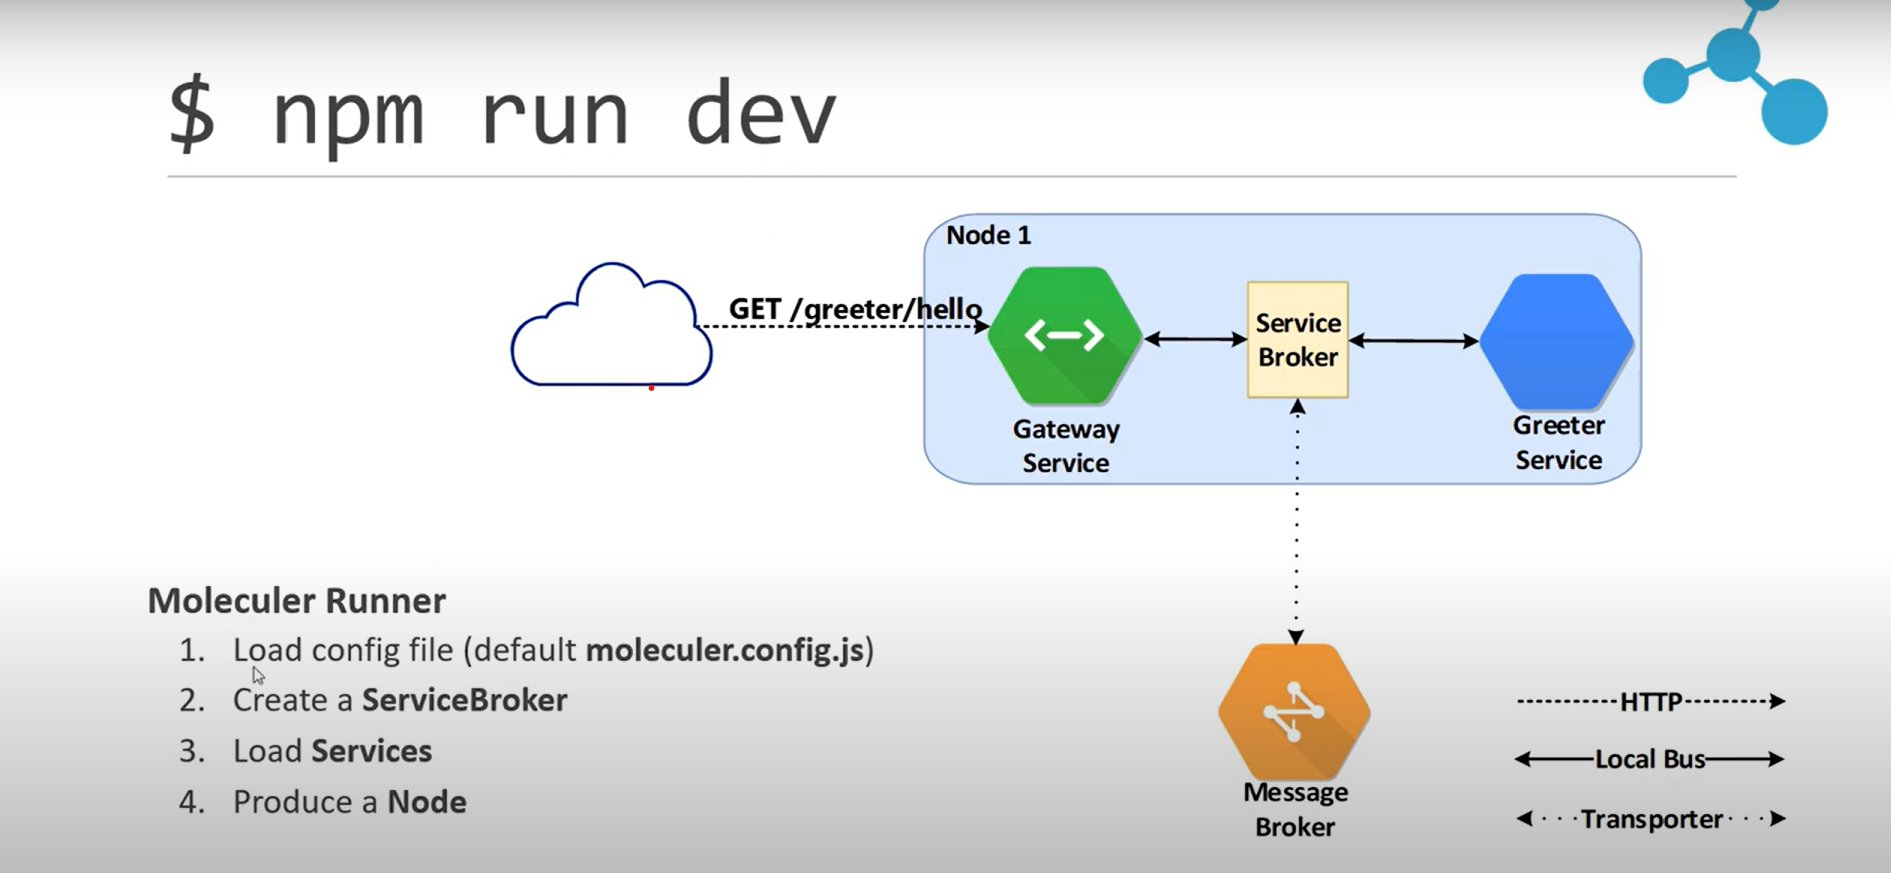 $ npm run dev
Node 1
GET /greeter/hello
Service
Broker
Gateway
Service
Greeter
Service
Moleculer Runner
1. Load config file (default moleculer.config.js)
2. Create a ServiceBroker
3. Load Services
4. Produce a Node
Message
Broker
HTTP
Local Bus
Transporter